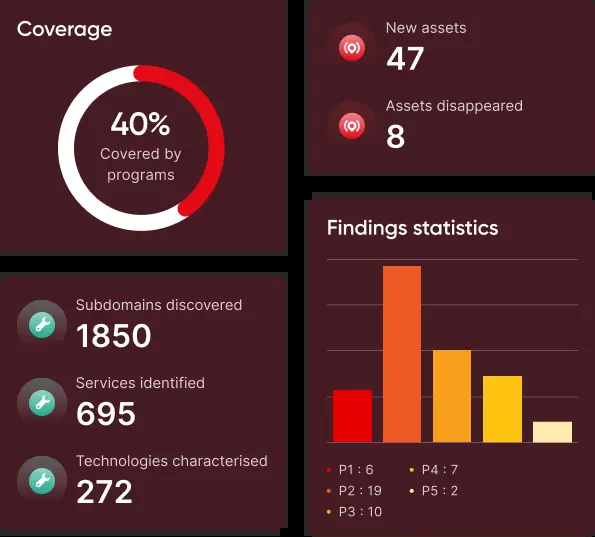 Coverage
40%
Covered by
programs
New assets
47
Assets disappeared
8
Subdomains discovered
1850
Services identified
695
Technologies characterised
272
Findings statistics
P1 : 6
P4 : 7
P2 : 19
P5 : 2
P3 : 10